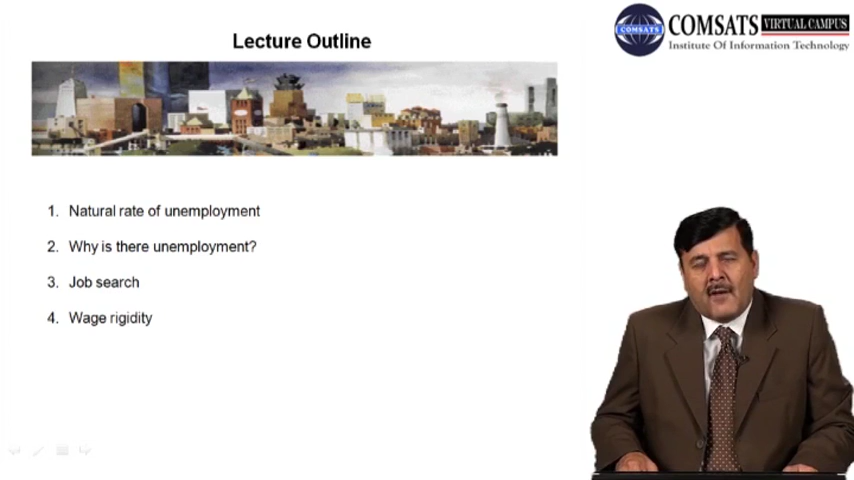 Lecture Outline
COMSATS VIRTUAL CAMPUS
COMSATS
Institute Of Information Technology
1. Natural rate of unemployment
2. Why is there unemployment?
3. Job search
4. Wage rigidity